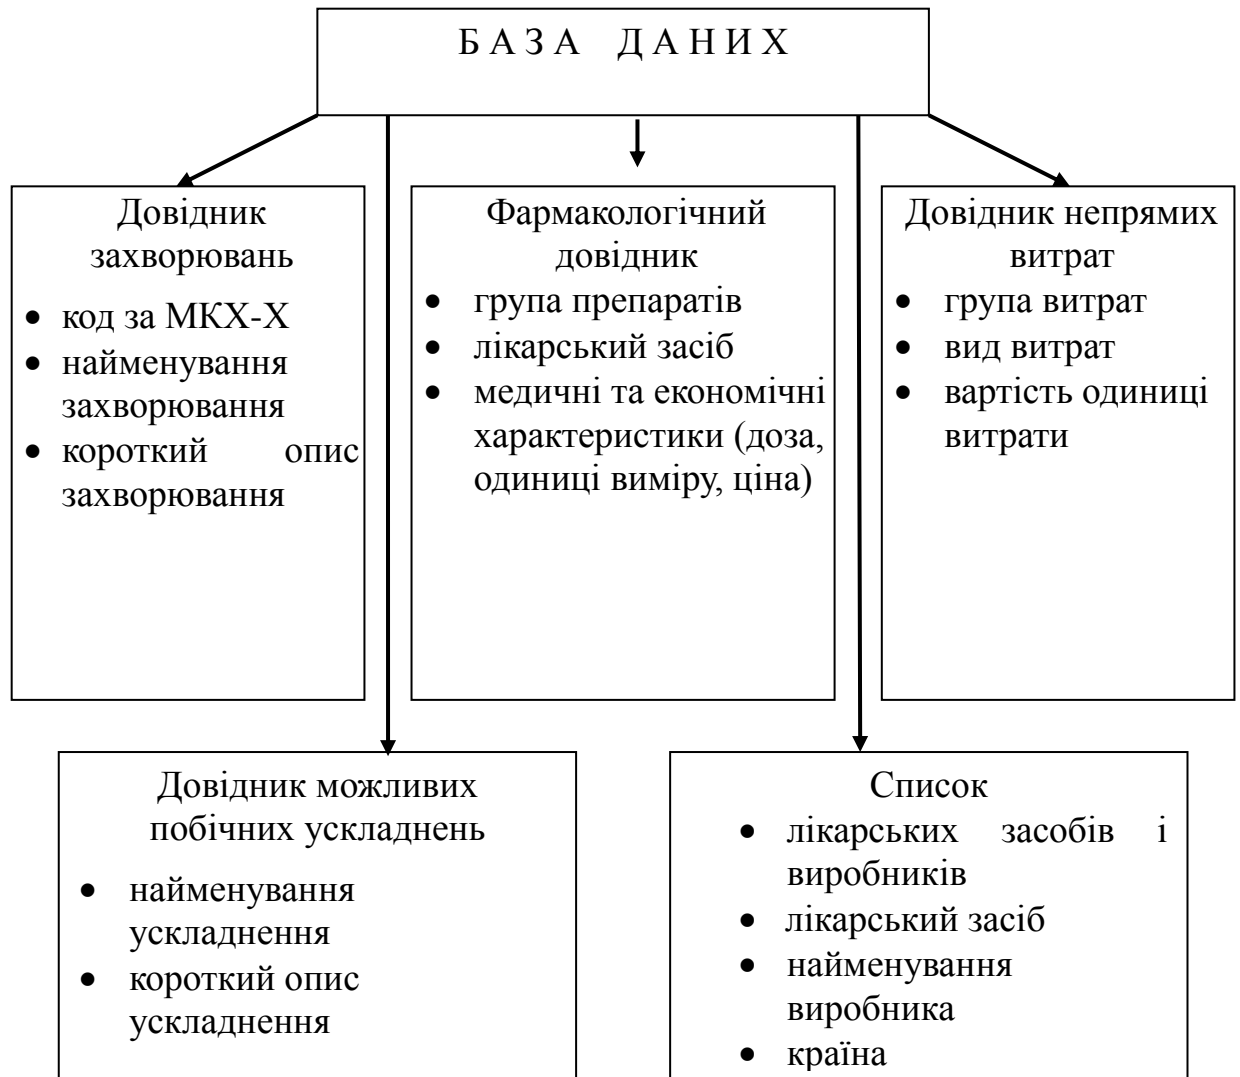 Б А З А Д А Н И Х
Довідник
захворювань
• код за МКХ-Х
• найменування
захворювання
• короткий опис
захворювання
Фармакологічний
довідник
• група препаратів
• лікарський засіб
• медичні та економічні
характеристики (доза,
одиниці виміру, ціна)
Довідник непрямих
витрат
• група витрат
• вид витрат
• вартість одиниці
витрати
Довідник можливих
побічних ускладнень
• найменування
ускладнення
• короткий опис
ускладнення
Список
• лікарських засобів і
виробників
• лікарський засіб
• найменування
виробника
• країна